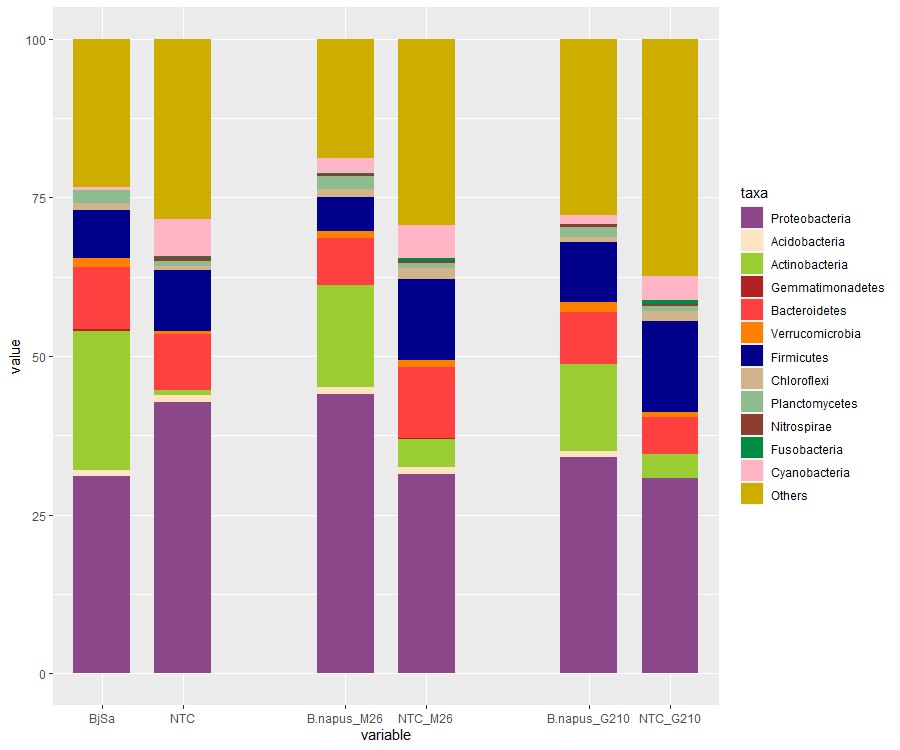 100
75
50
25
0
value
BjSa NTC B.napus_M26 NTC_M26 B.napus_G210 NTC_G210
variable
taxa
Proteobacteria
Acidobacteria
Actinobacteria
Gemmatimonadetes
Bacteroidetes
Verrucomicrobia
Firmicutes
Chloroflexi
Planctomycetes
Nitrospirae
Fusobacteria
Cyanobacteria
Others